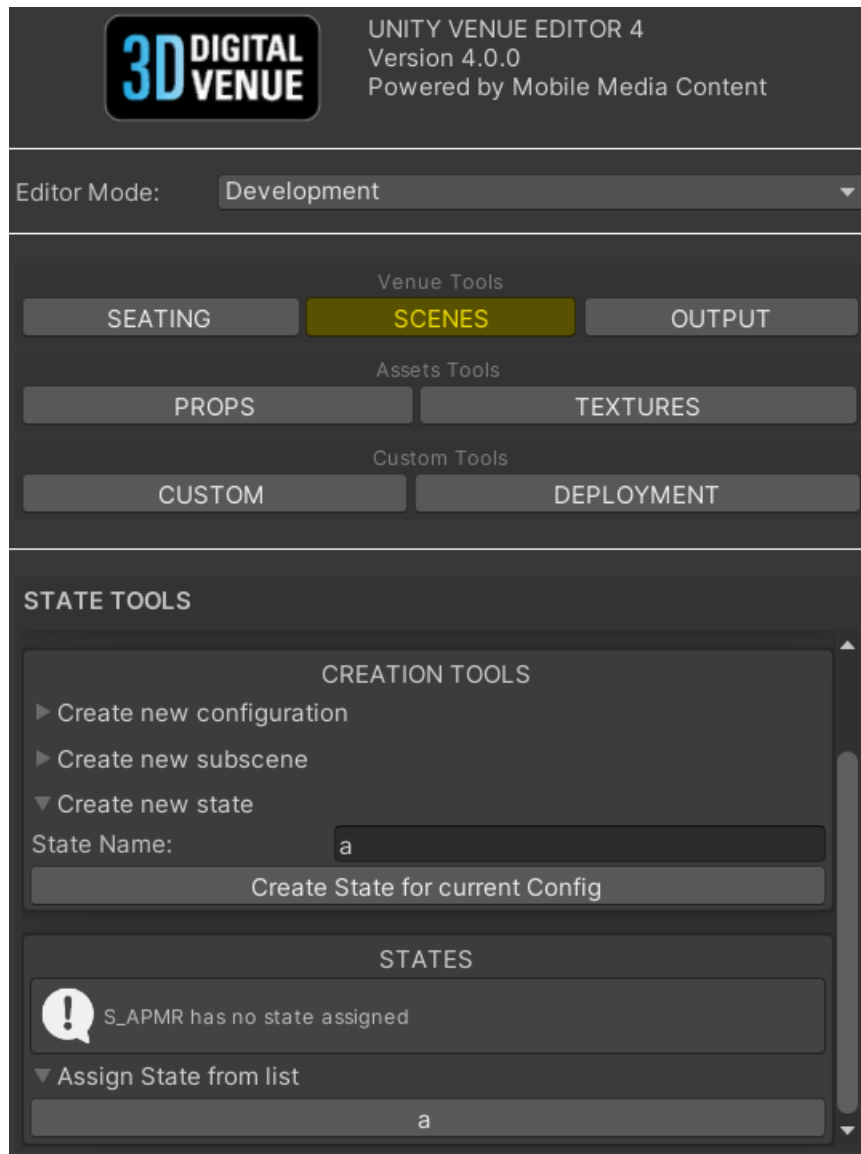 3D DIGITAL VENUE
UNITY VENUE EDITOR 4
Version 4.0.0
Powered by Mobile Media Content
Editor Mode: Development
Venue Tools
SEATING SCENES OUTPUT
Assets Tools
PROPS TEXTURES
Custom Tools
CUSTOM DEPLOYMENT
STATE TOOLS
CREATION TOOLS
Create new configuration
Create new subscene
Create new state
State Name: a
Create State for current Config
STATES
S_APMR has no state assigned
Assign State from list
a